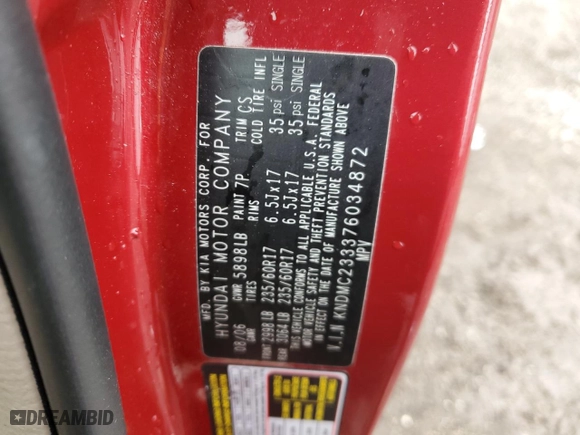 MFD. BY KIA MOTORS CORP. FOR
HYUNDAI MOTOR COMPANY
08/06 GVWR 5898LB PAINT 7P TRIM CS
GAWR TIRES RIMS COLD TIRE INFL
FRONT 2998LB 235/60R17 6.5Jx17 35 psi SINGLE
REAR 3064LB 235/60R17 6.5Jx17 35 psi SINGLE
THIS VEHICLE CONFORMS TO ALL APPLICABLE U.S.A. FEDERAL
MOTOR VEHICLE SAFETY AND THEFT PREVENTION STANDARDS
IN EFFECT ON THE DATE OF MANUFACTURE SHOWN ABOVE
V.I.N KNDMC233376034872
MPV
DREAMBID